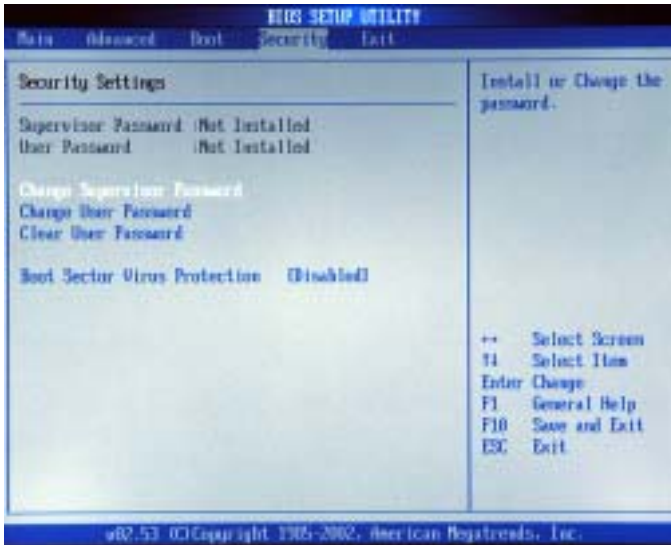 BIOS SETUP UTILITY
Main Advanced Boot Security Exit
Security Settings
Supervisor Password :Not Installed
User Password :Not Installed
Change Supervisor Password
Change User Password
Clear User Password
Boot Sector Virus Protection [Disabled]
Install or Change the
password.
↔ Select Screen
↑↓ Select Item
Enter Change
F1 General Help
F10 Save and Exit
ESC Exit
v02.53 (C)Copyright 1985-2002, American Megatrends, Inc.